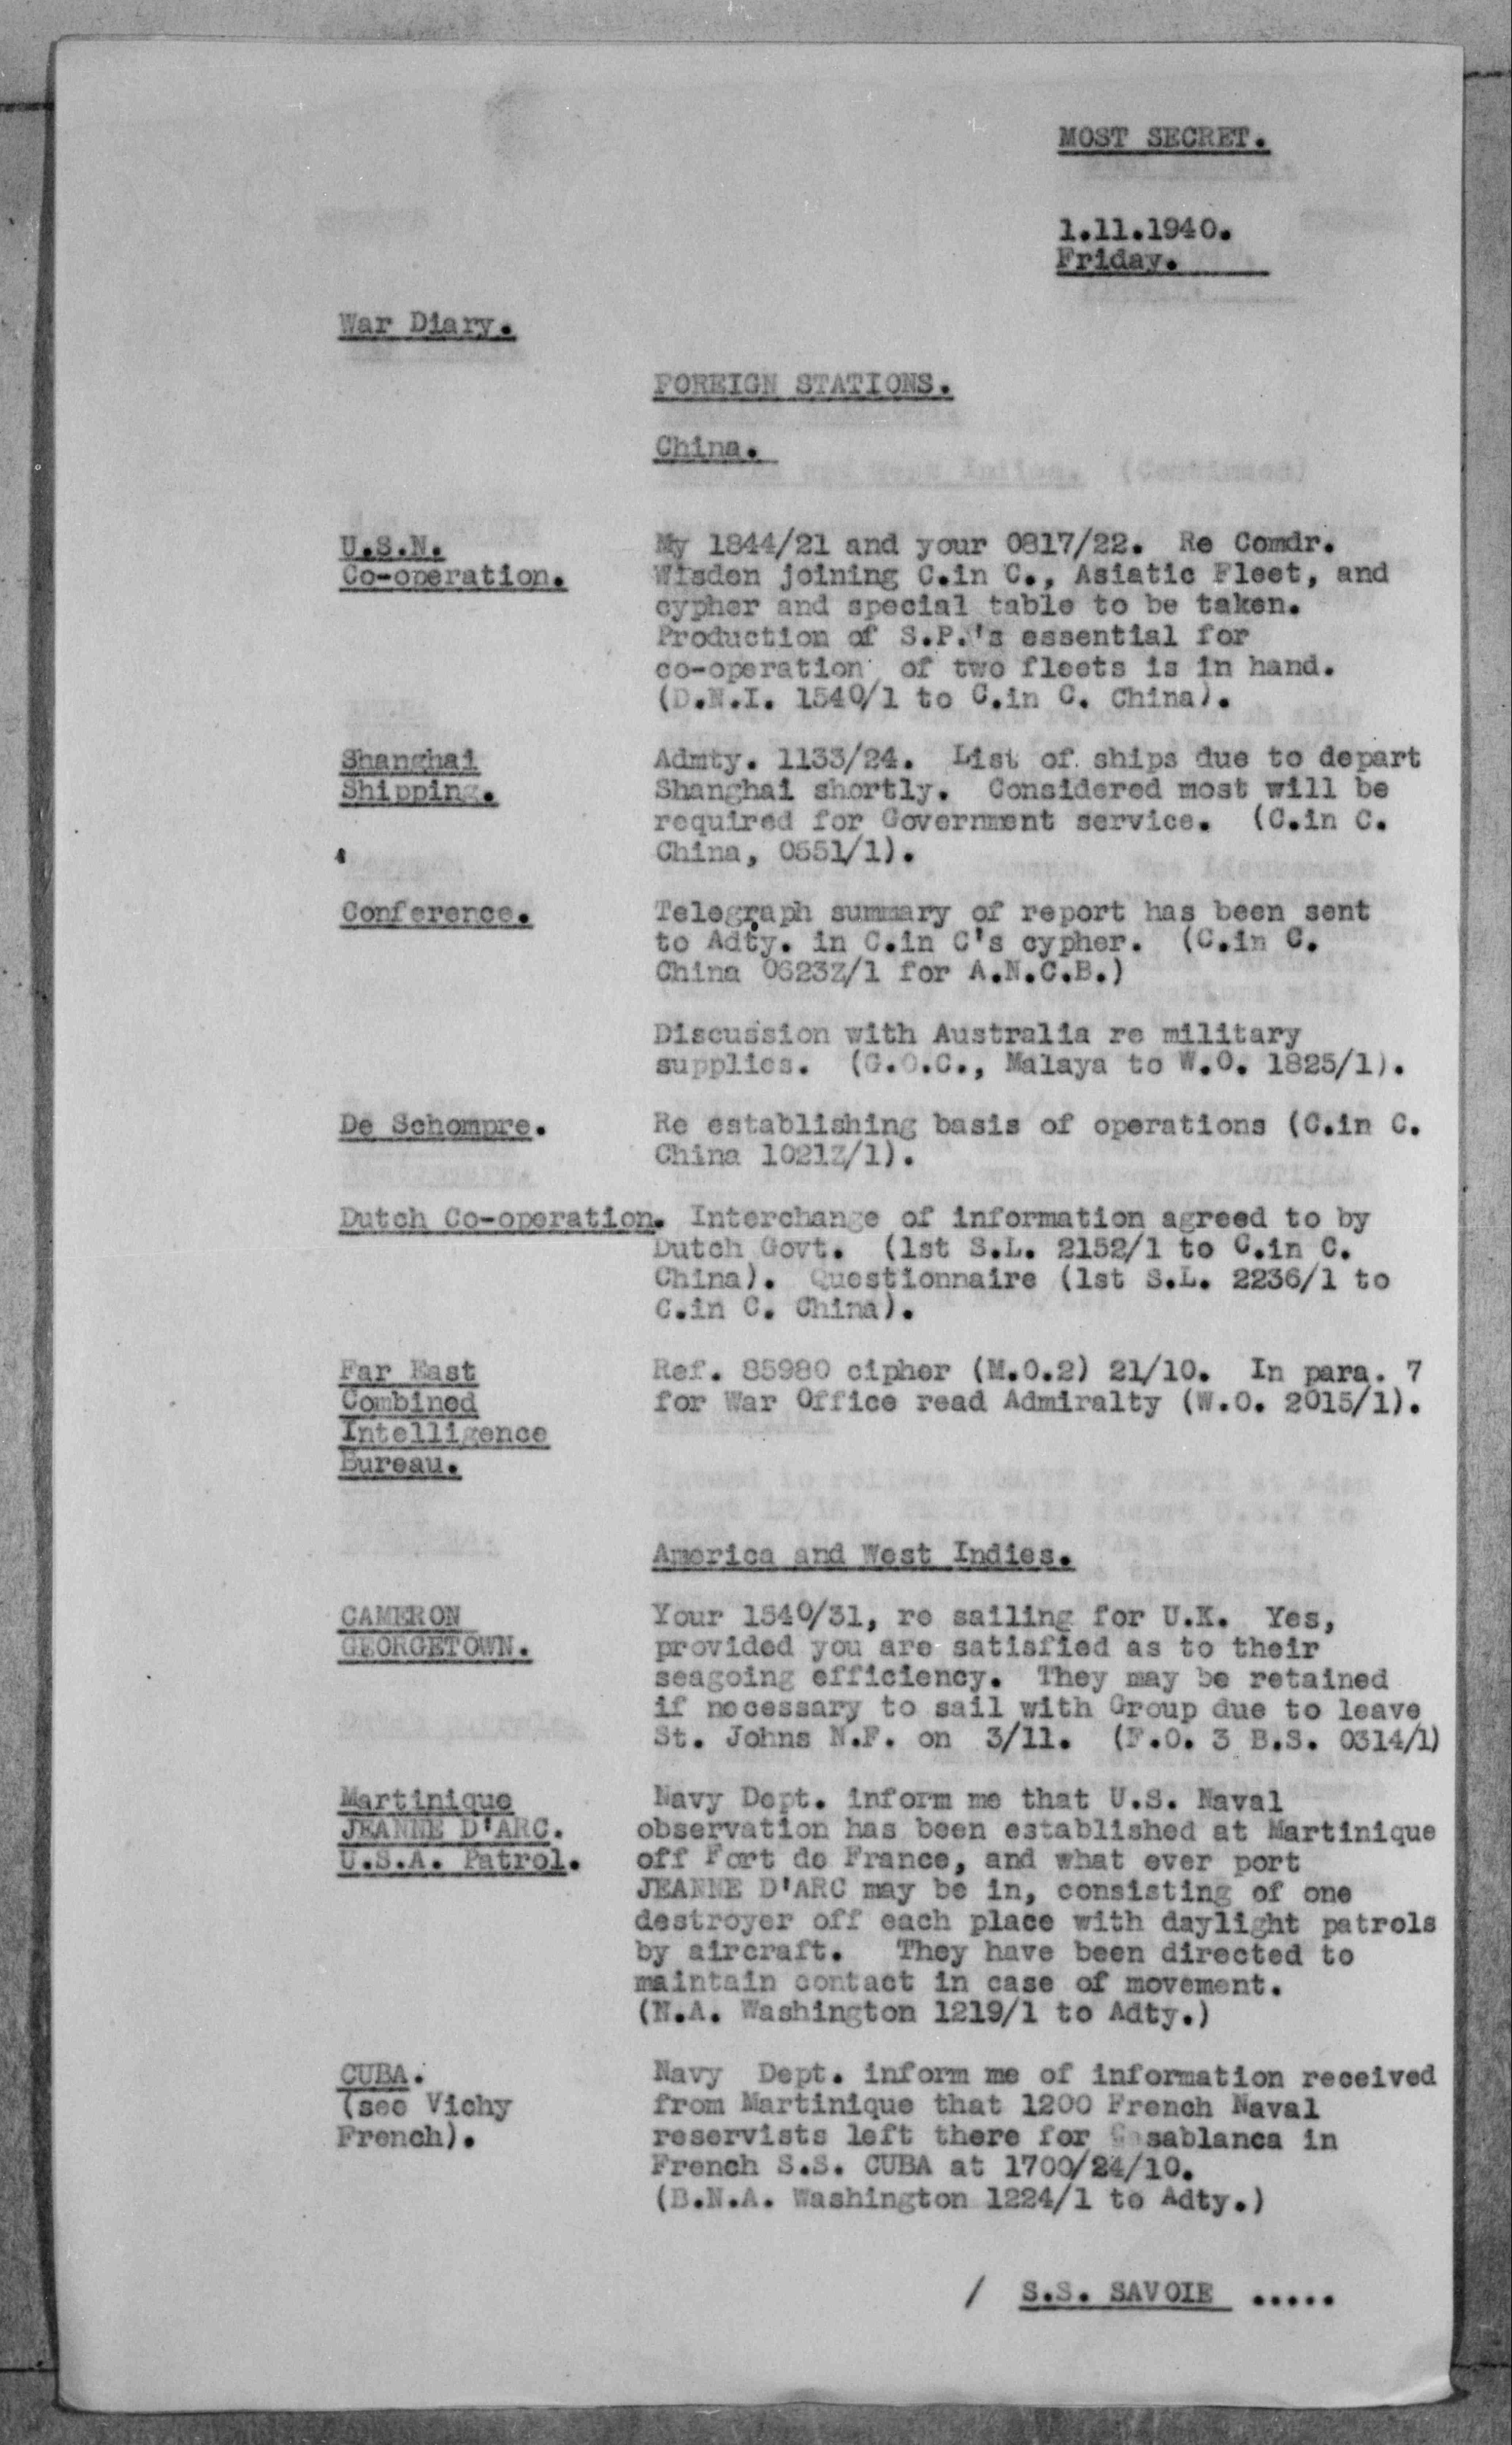 MOST SECRET.
1.11.1940.
Friday.
War Diary.
FOREIGN STATIONS.
China.
U.S.N.
Co-operation.
My 1844/21 and your 0817/22. Re Comdr.
Wisden joining C.in C., Asiatic Fleet, and
cypher and special table to be taken.
Production of S.P.'s essential for
co-operation of two fleets is in hand.
(D.N.I. 1540/1 to C.in C. China).
Shanghai
Shipping.
Admty. 1133/24. List of ships due to depart
Shanghai shortly. Considered most will be
required for Government service. (C.in C.
China, 0551/1).
Conference.
Telegraph summary of report has been sent
to Adty. in C.in C's cypher. (C.in C.
China 0623Z/1 for A.N.C.B.)
Discussion with Australia re military
supplies. (G.O.C., Malaya to W.O. 1825/1).
De Schompre.
Re establishing basis of operations (C.in C.
China 1021Z/1).
Dutch Co-operation. Interchange of information agreed to by
Dutch Govt. (1st S.L. 2152/1 to C.in C.
China). Questionnaire (1st S.L. 2236/1 to
C.in C. China).
Far East
Combined
Intelligence
Bureau.
Ref. 85980 cipher (M.O.2) 21/10. In para. 7
for War Office read Admiralty (W.O. 2015/1).
America and West Indies.
CAMERON
GEORGETOWN.
Your 1540/31, re sailing for U.K. Yes,
provided you are satisfied as to their
seagoing efficiency. They may be retained
if necessary to sail with Group due to leave
St. Johns N.F. on 3/11. (F.O. 3 B.S. 0314/1)
Martinique
JEANNE D'ARC.
U.S.A. Patrol.
Navy Dept. inform me that U.S. Naval
observation has been established at Martinique
off Fort de France, and what ever port
JEANNE D'ARC may be in, consisting of one
destroyer off each place with daylight patrols
by aircraft. They have been directed to
maintain contact in case of movement.
(N.A. Washington 1219/1 to Adty.)
CUBA.
(see Vichy
French).
Navy Dept. inform me of information received
from Martinique that 1200 French Naval
reservists left there for Casablanca in
French S.S. CUBA at 1700/24/10.
(B.N.A. Washington 1224/1 to Adty.)
/ S.S. SAVOIE .....